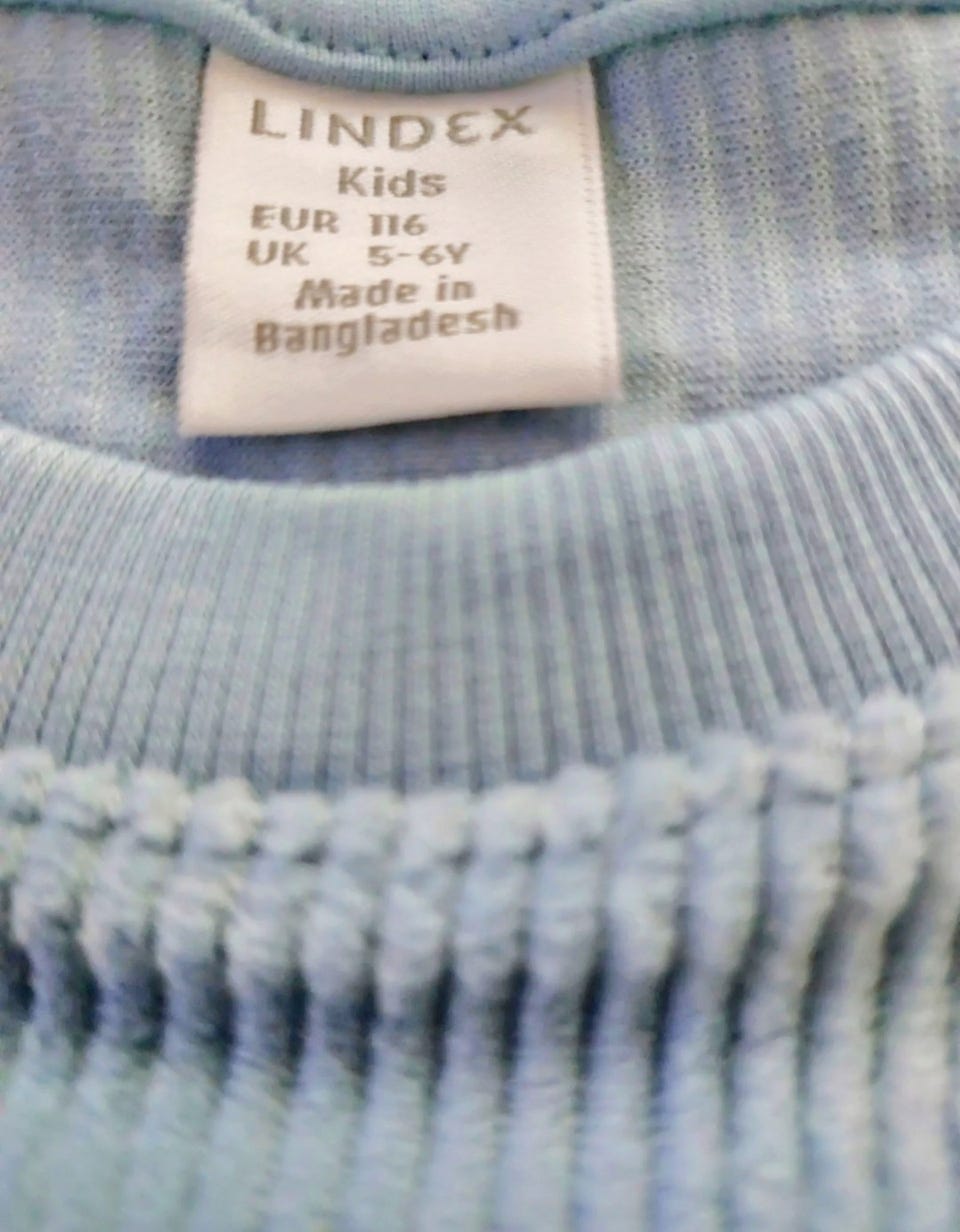 LINDEX
Kids
EUR 116
UK 5-6Y
Made in
Bangladesh